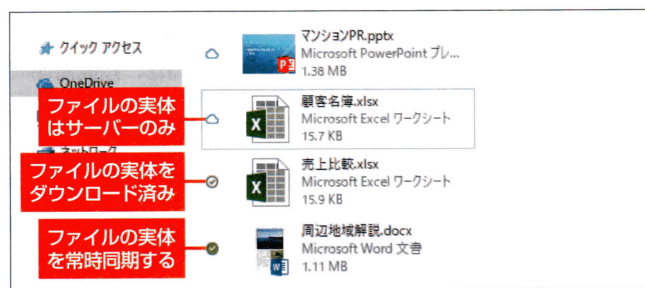 クイック アクセス
OneDrive
ファイルの実体
はサーバーのみ
ネットワーク
ファイルの実体を
ダウンロード済み
ファイルの実体
を常時同期する
マンションPR.pptx
Microsoft PowerPoint プレ...
1.38 MB
顧客名簿.xlsx
Microsoft Excel ワークシート
15.7 KB
売上比較.xlsx
Microsoft Excel ワークシート
15.9 KB
周辺地域解説.docx
Microsoft Word 文書
1.11 MB